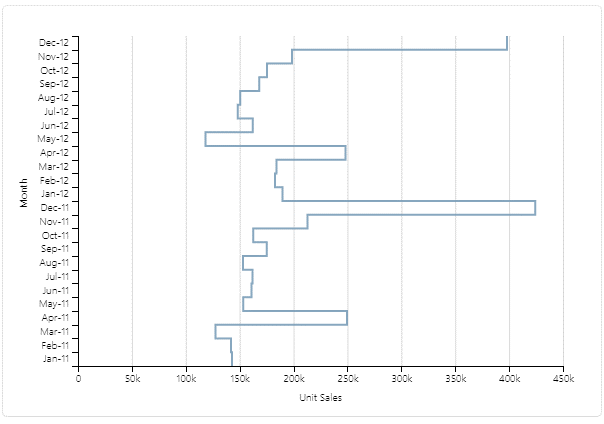 Dec-12
Nov-12
Oct-12
Sep-12
Aug-12
Jul-12
Jun-12
May-12
Apr-12
Mar-12
Feb-12
Jan-12
Dec-11
Nov-11
Oct-11
Sep-11
Aug-11
Jul-11
Jun-11
May-11
Apr-11
Mar-11
Feb-11
Jan-11
Month
0 50k 100k 150k 200k 250k 300k 350k 400k 450k
Unit Sales